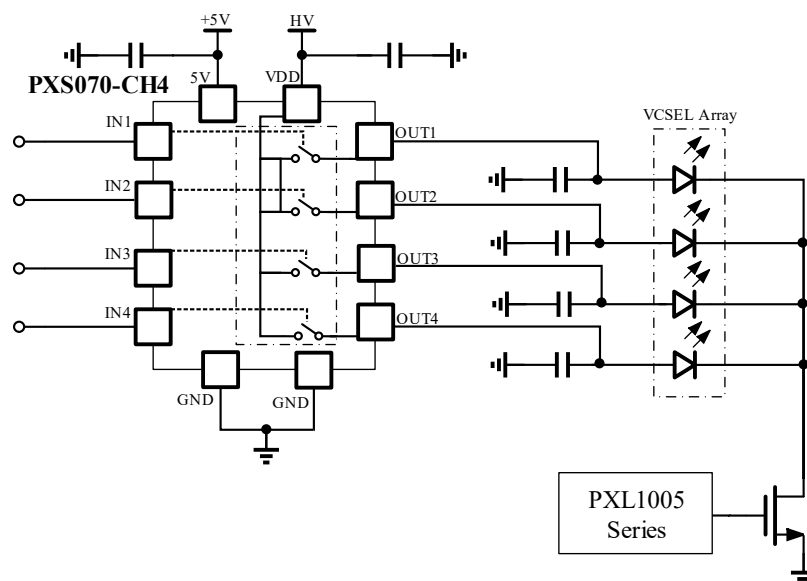 +5V
HV
PXS070-CH4
5V
VDD
VCSEL Array
IN1
OUT1
IN2
OUT2
IN3
OUT3
IN4
OUT4
GND
GND
PXL1005
Series